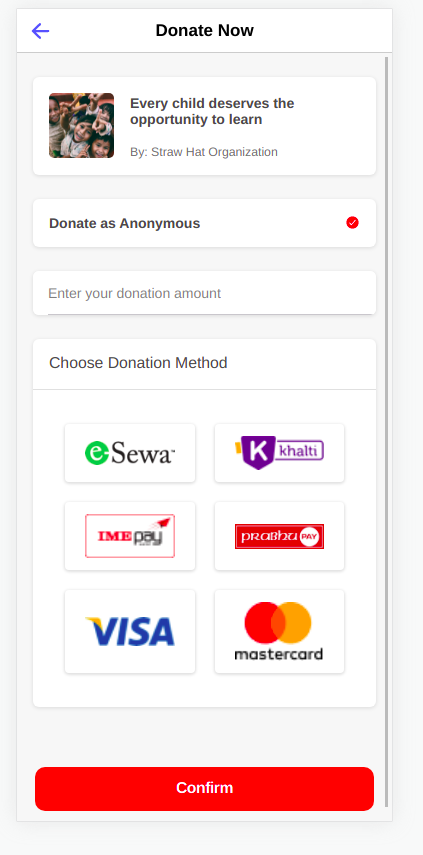 Donate Now
Every child deserves the
opportunity to learn
By: Straw Hat Organization
Donate as Anonymous
Enter your donation amount
Choose Donation Method
eSewa™
K khalti
IME pay
PRABHU PAY
VISA
mastercard
Confirm